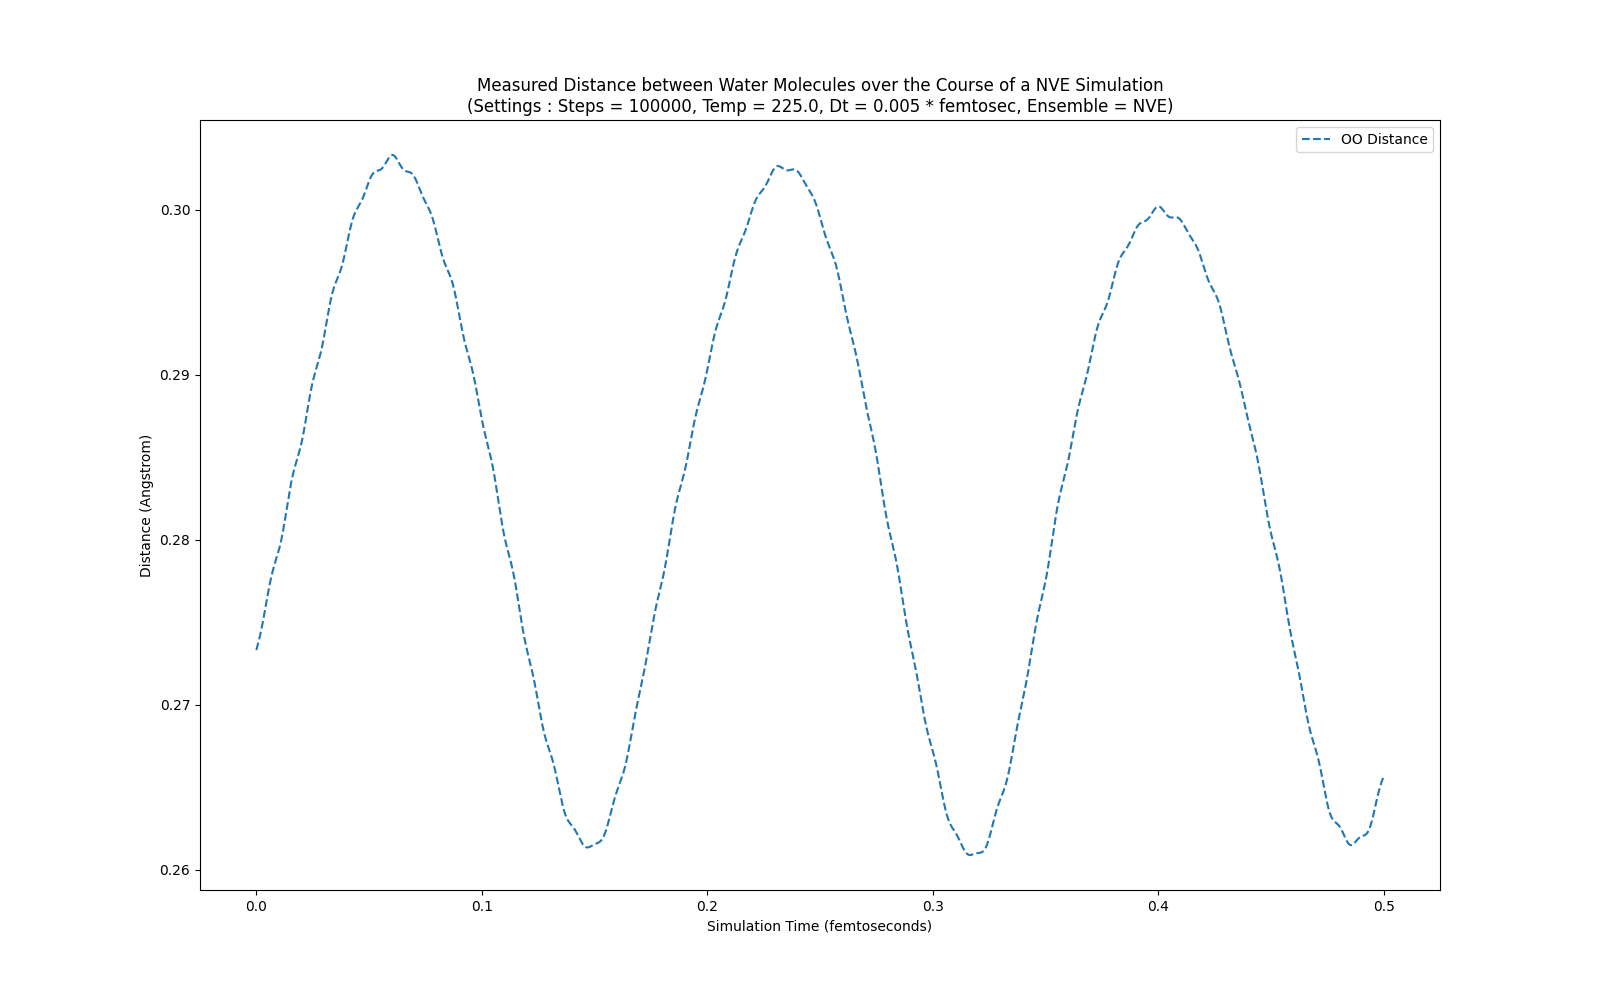 Measured Distance between Water Molecules over the Course of a NVE Simulation
(Settings : Steps = 100000, Temp = 225.0, Dt = 0.005 * femtosec, Ensemble = NVE)
OO Distance
0.30
0.29
0.28
0.27
0.26
Distance (Angstrom)
0.0 0.1 0.2 0.3 0.4 0.5
Simulation Time (femtoseconds)